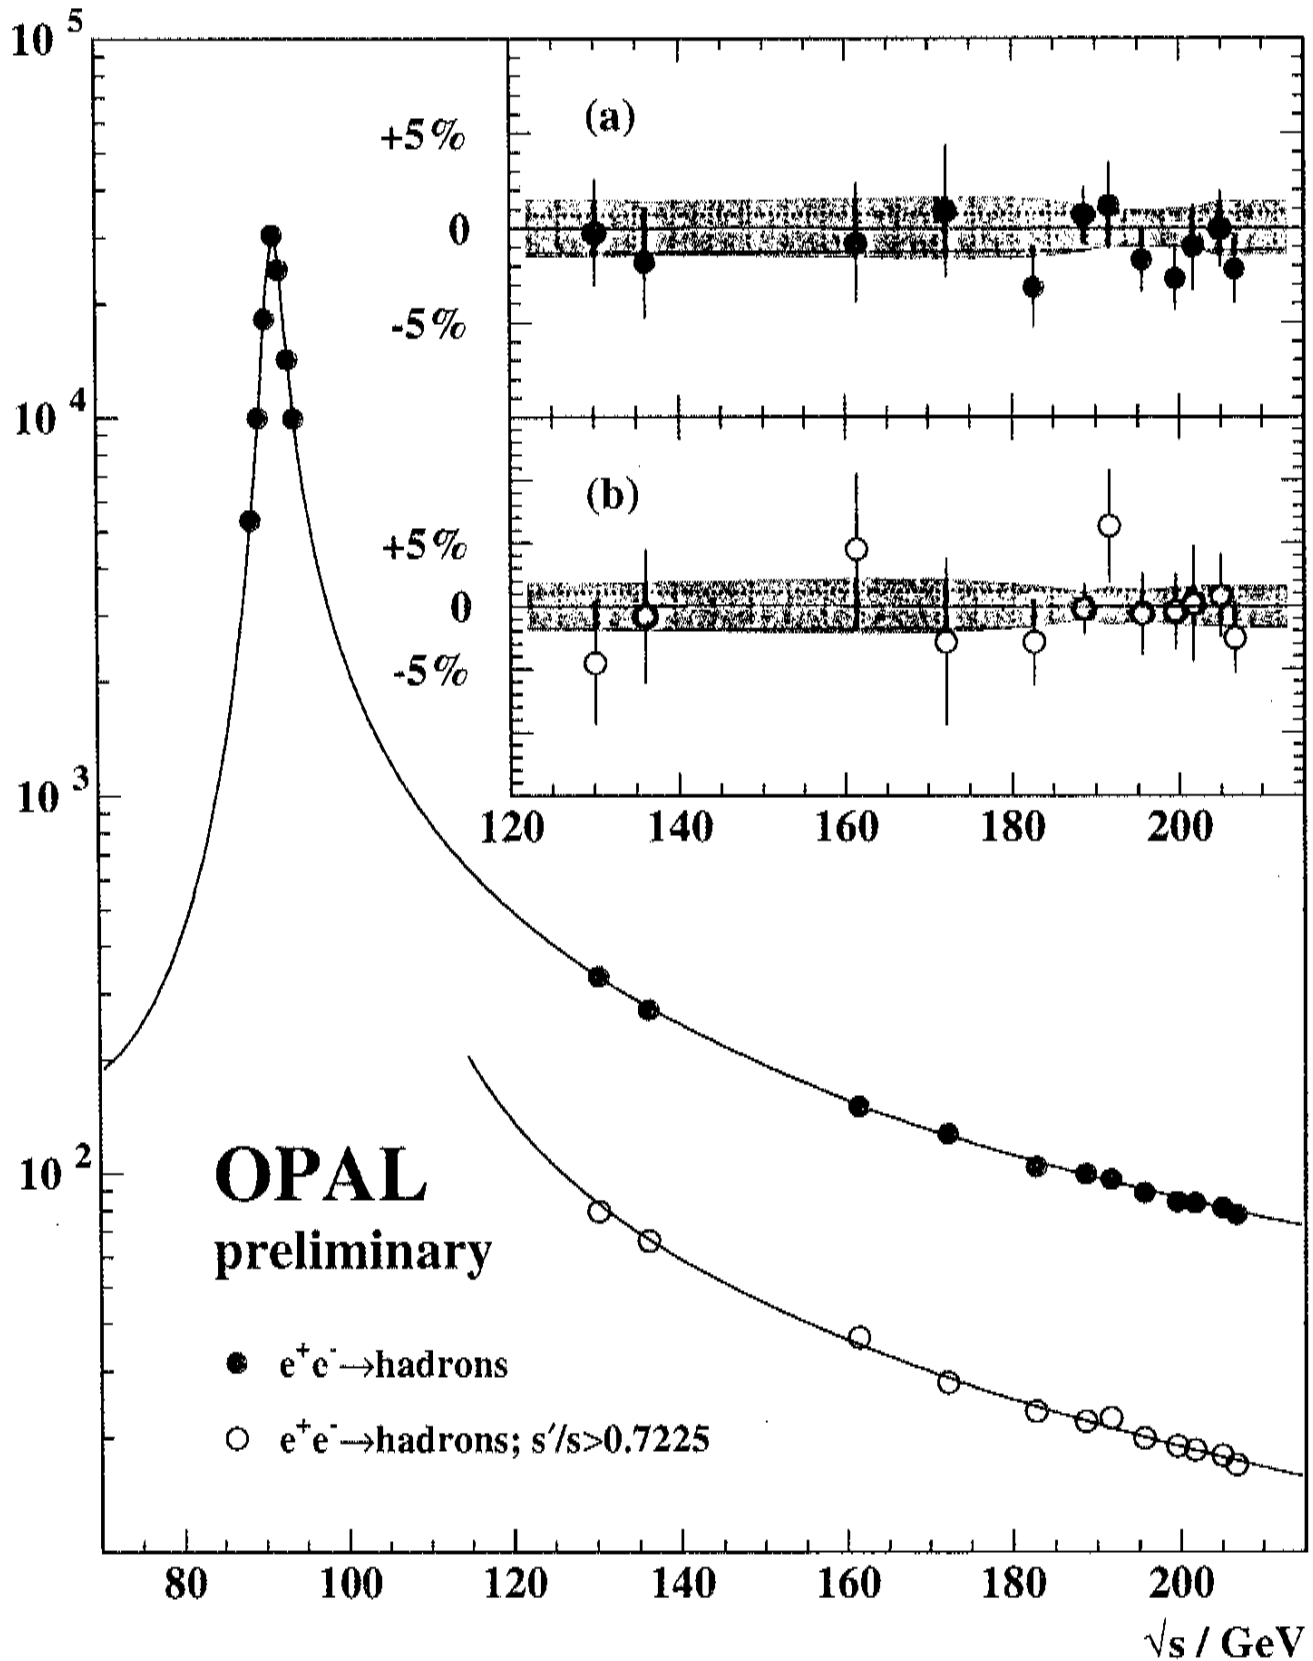 10^5
+5%
(a)
0
-5%
10^4
(b)
+5%
0
-5%
10^3
120 140 160 180 200
10^2
OPAL
preliminary
● e⁺e⁻→hadrons
○ e⁺e⁻→hadrons; s′/s>0.7225
80 100 120 140 160 180 200
√s / GeV